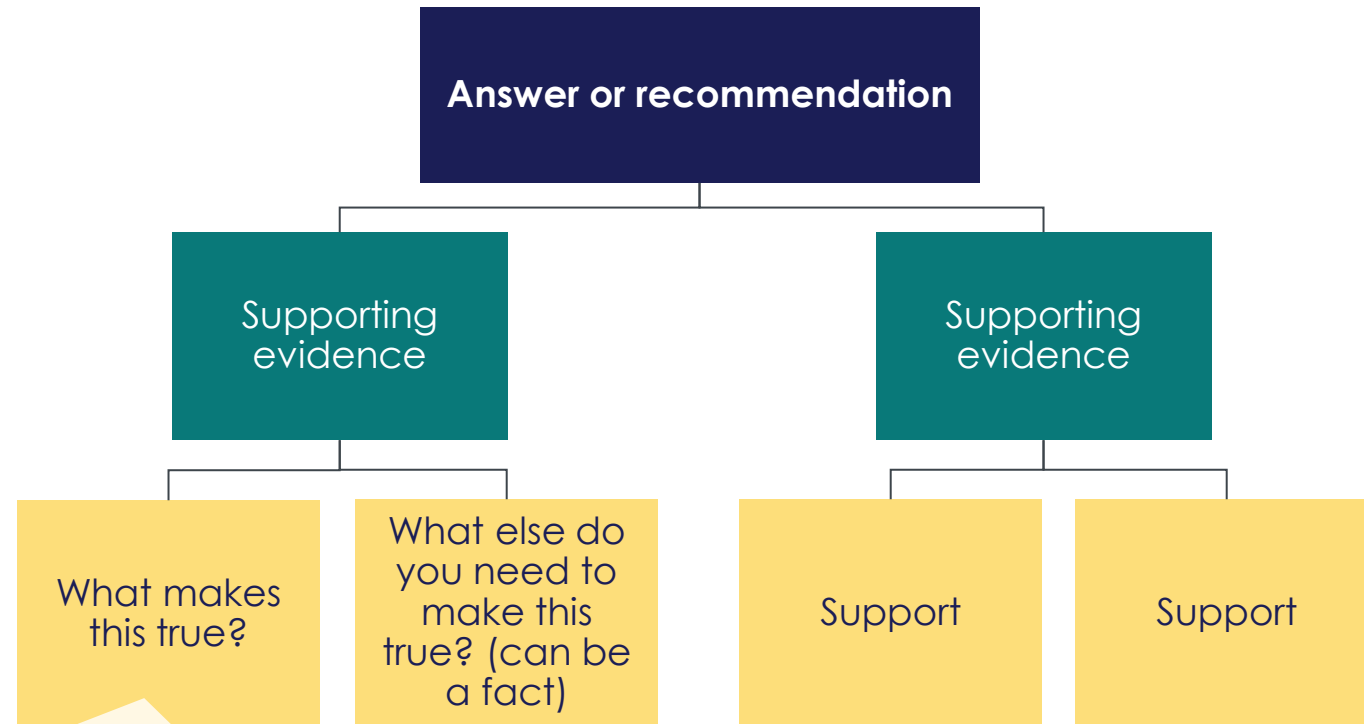 Answer or recommendation
Supporting
evidence
Supporting
evidence
What makes
this true?
What else do
you need to
make this
true? (can be
a fact)
Support
Support